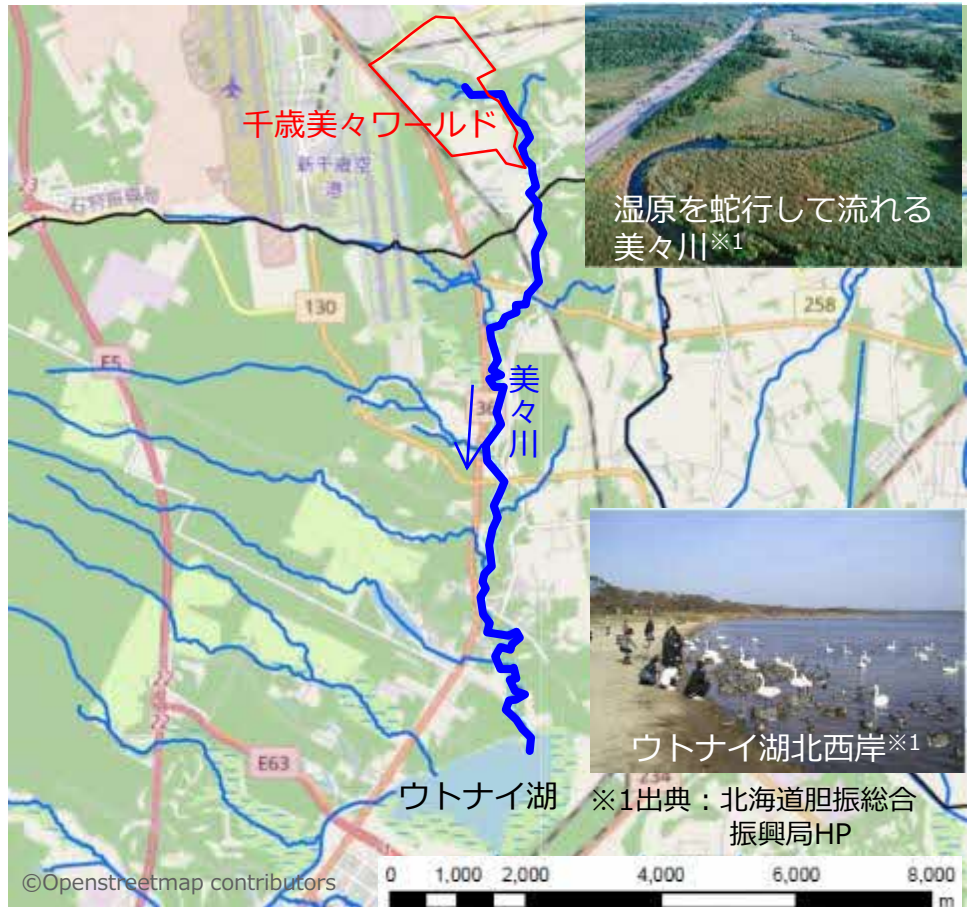 千歳美々ワールド
新千歳空
港
23
石狩振興局
湿原を蛇行して流れる
美々川※1
130
258
E5
美々川
36
22
22
E63
ウトナイ湖北西岸※1
234
ウトナイ湖
※1出典：北海道胆振総合
振興局HP
©Openstreetmap contributors
0 1,000 2,000 4,000 6,000 8,000
m